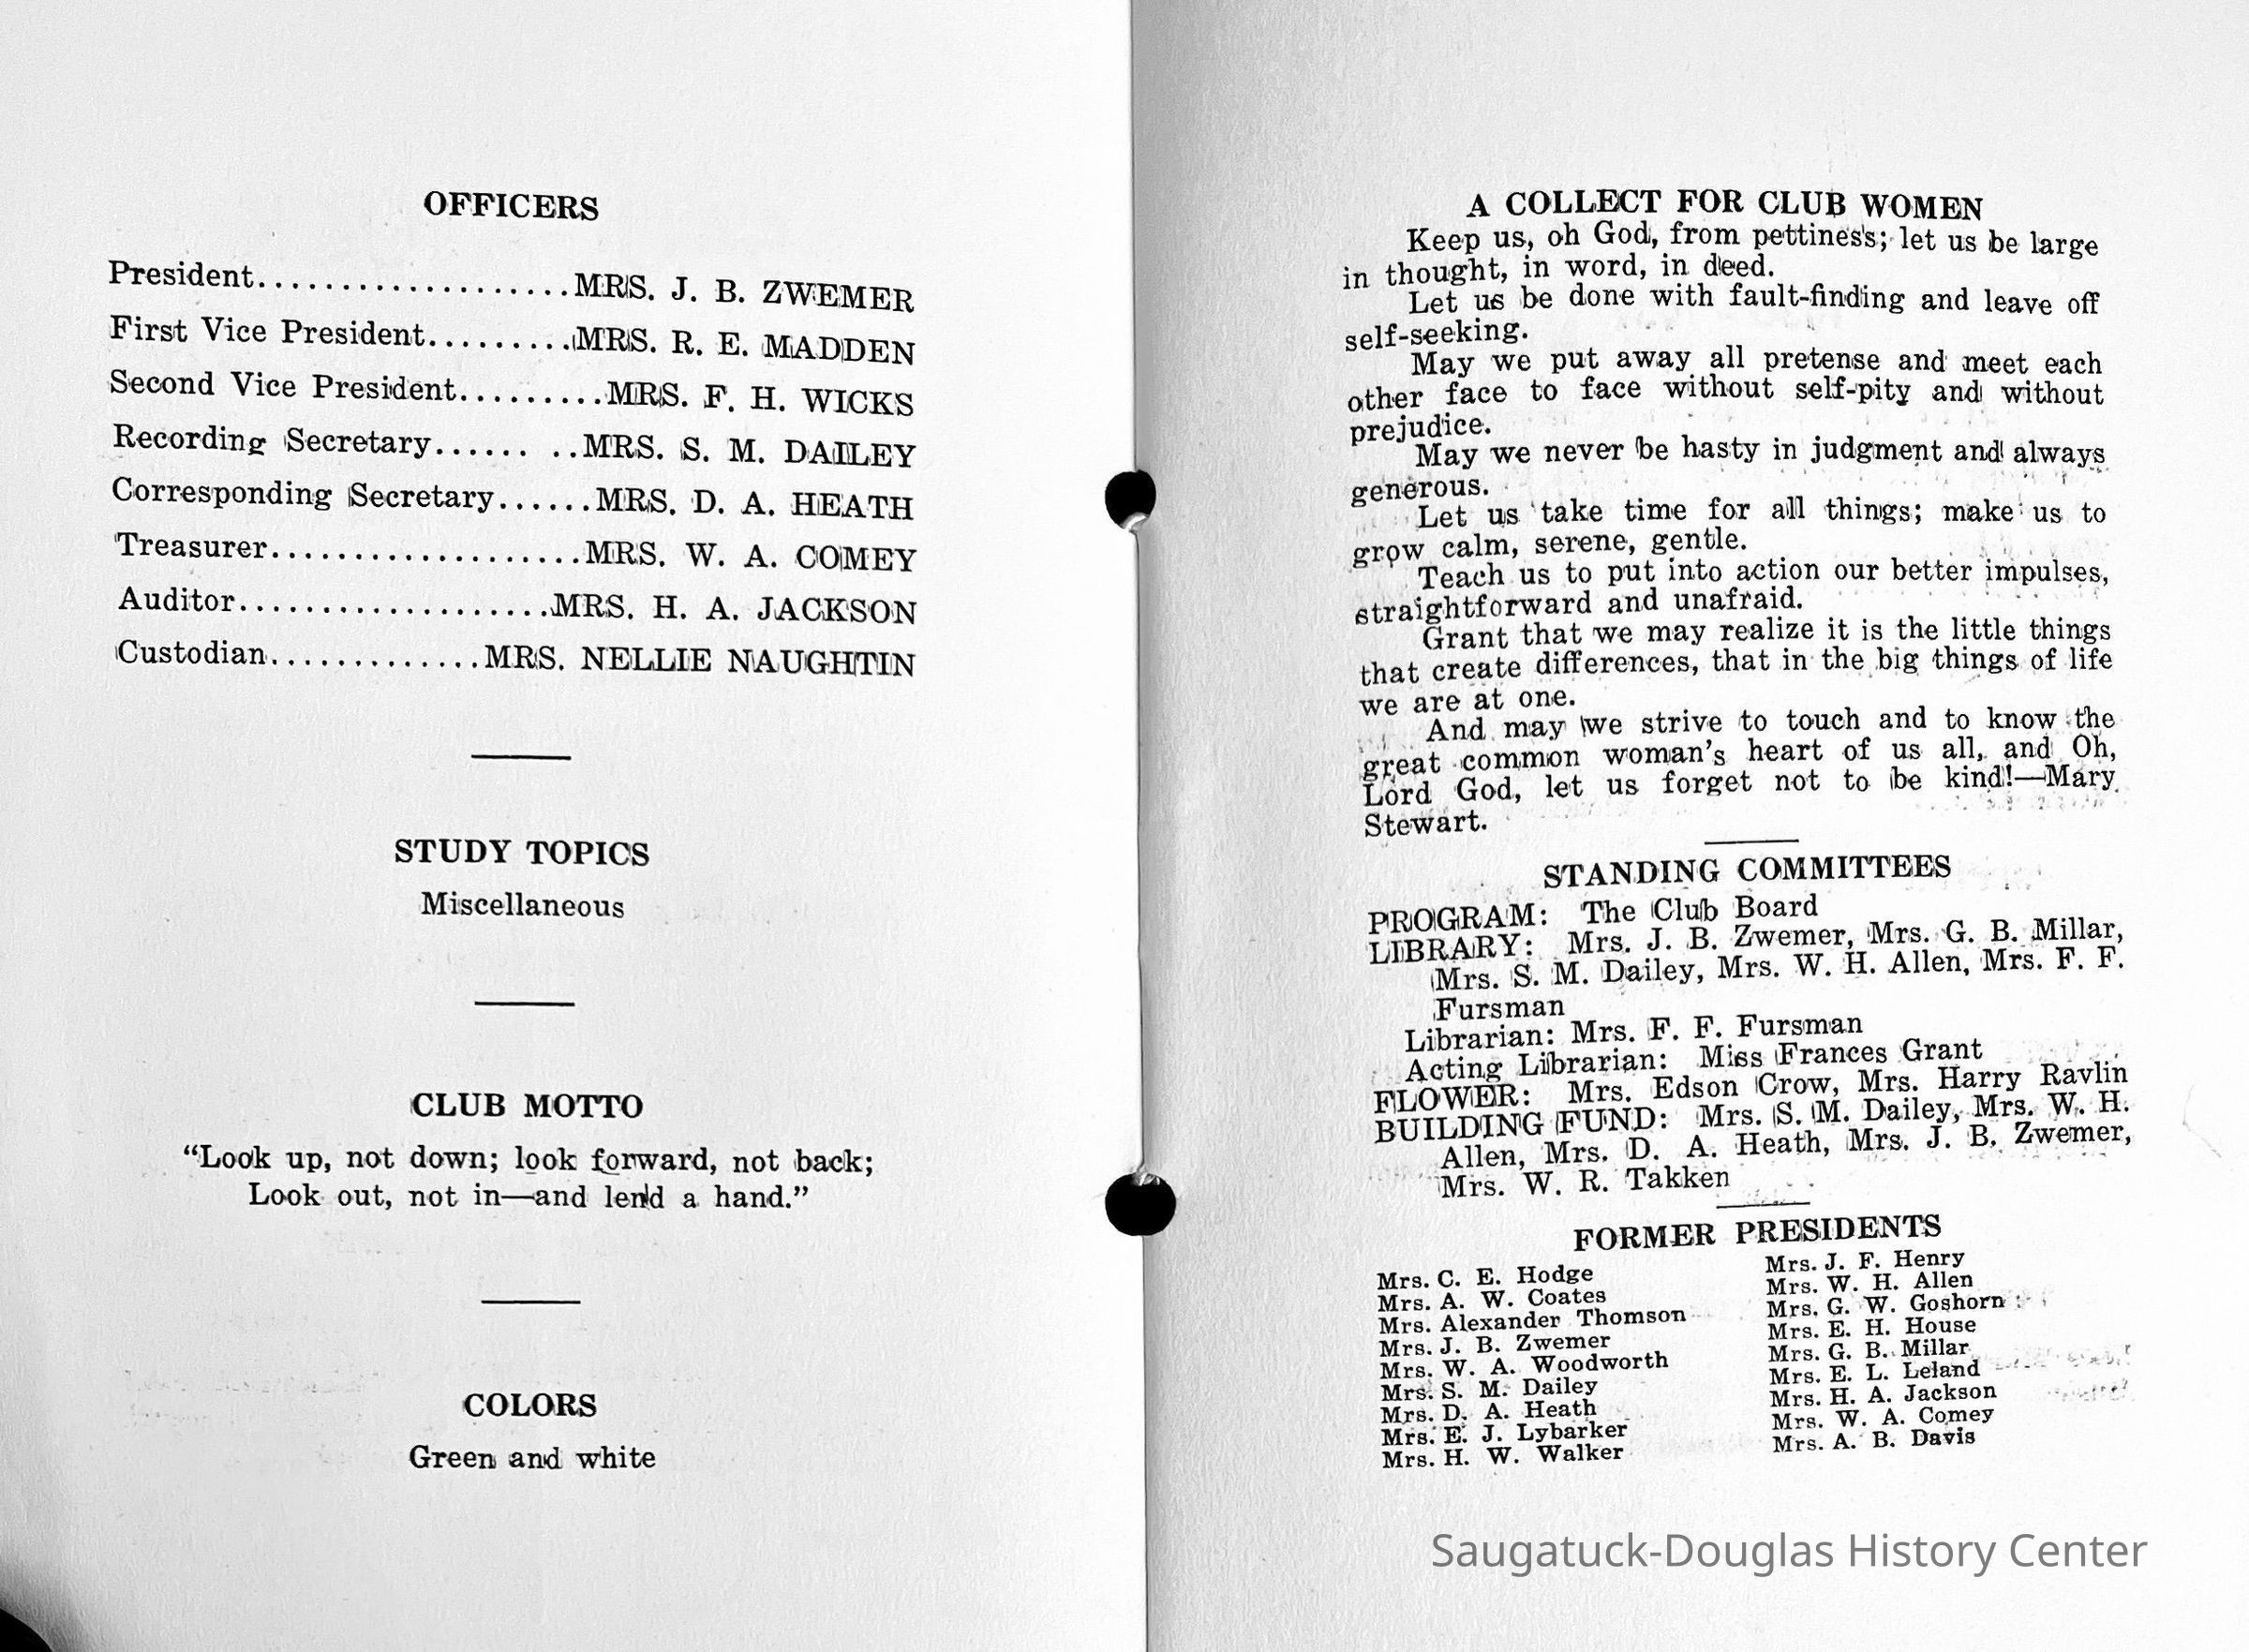 OFFICERS
President...................MRS. J. B. ZWEMER
First Vice President.........MRS. R. E. MADDEN
Second Vice President.........MRS. F. H. WICKS
Recording Secretary...... ..MRS. S. M. DAILEY
Corresponding Secretary......MRS. D. A. HEATH
Treasurer...................MRS. W. A. COMEY
Auditor...................MRS. H. A. JACKSON
Custodian.............MRS. NELLIE NAUGHTIN
STUDY TOPICS
Miscellaneous
CLUB MOTTO
“Look up, not down; look forward, not back;
Look out, not in—and lend a hand.”
COLORS
Green and white
A COLLECT FOR CLUB WOMEN
Keep us, oh God, from pettiness; let us be large
in thought, in word, in deed.
Let us be done with fault-finding and leave off
self-seeking.
May we put away all pretense and meet each
other face to face without self-pity and without
prejudice.
May we never be hasty in judgment and always
generous.
Let us take time for all things; make us to
grow calm, serene, gentle.
Teach us to put into action our better impulses,
straightforward and unafraid.
Grant that we may realize it is the little things
that create differences, that in the big things of life
we are at one.
And may we strive to touch and to know the
great common woman's heart of us all, and Oh,
Lord God, let us forget not to be kind!—Mary
Stewart.
STANDING COMMITTEES
PROGRAM: The Club Board
LIBRARY: Mrs. J. B. Zwemer, Mrs. G. B. Millar,
Mrs. S. M. Dailey, Mrs. W. H. Allen, Mrs. F. F.
Fursman
Librarian: Mrs. F. F. Fursman
Acting Librarian: Miss Frances Grant
FLOWER: Mrs. Edson Crow, Mrs. Harry Ravlin
BUILDING FUND: Mrs. S. M. Dailey, Mrs. W. H.
Allen, Mrs. D. A. Heath, Mrs. J. B. Zwemer,
Mrs. W. R. Takken
FORMER PRESIDENTS
Mrs. C. E. Hodge
Mrs. A. W. Coates
Mrs. Alexander Thomson
Mrs. J. B. Zwemer
Mrs. W. A. Woodworth
Mrs. S. M. Dailey
Mrs. D. A. Heath
Mrs. E. J. Lybarker
Mrs. H. W. Walker
Mrs. J. F. Henry
Mrs. W. H. Allen
Mrs. G. W. Goshorn
Mrs. E. H. House
Mrs. G. B. Millar
Mrs. E. L. Leland
Mrs. H. A. Jackson
Mrs. W. A. Comey
Mrs. A. B. Davis
Saugatuck-Douglas History Center